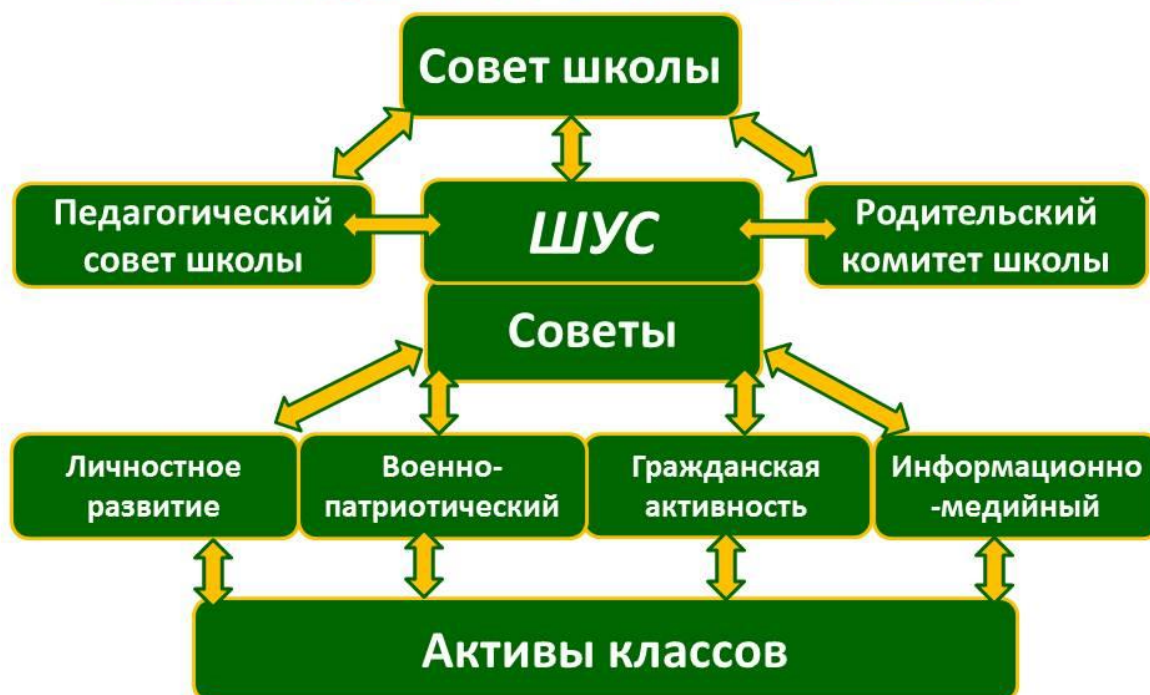 Совет школы
Педагогический
совет школы
ШУС
Родительский
комитет школы
Советы
Личностное
развитие
Военно-
патриотический
Гражданская
активность
Информационно
-медийный
Активы классов